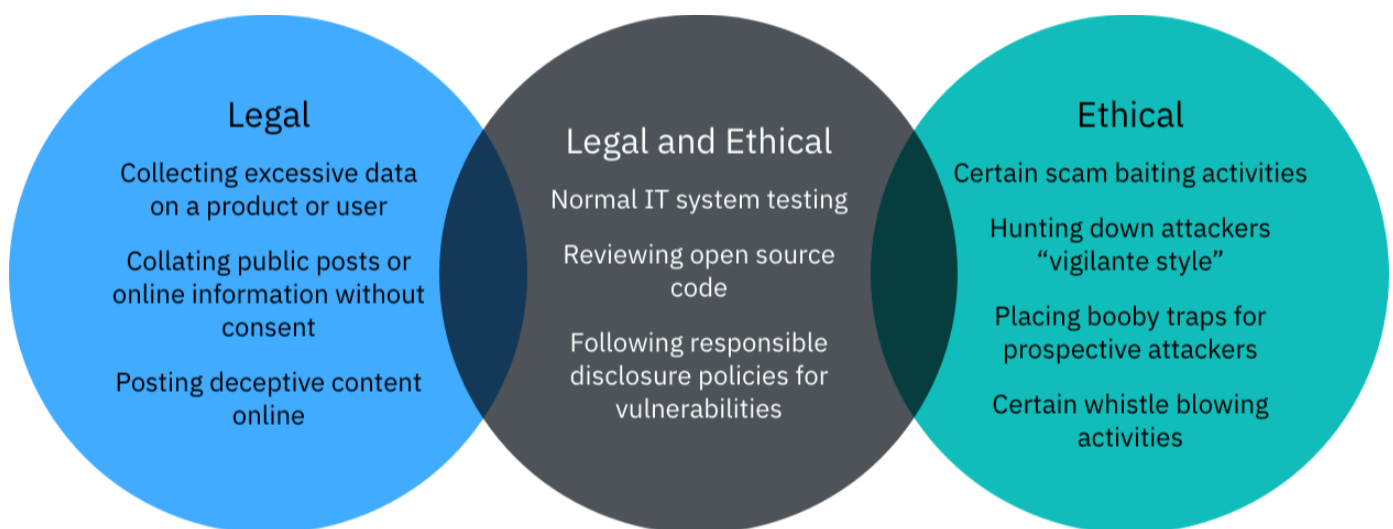 Legal
Collecting excessive data
on a product or user
Collating public posts or
online information without
consent
Posting deceptive content
online
Legal and Ethical
Normal IT system testing
Reviewing open source
code
Following responsible
disclosure policies for
vulnerabilities
Ethical
Certain scam baiting activities
Hunting down attackers
“vigilante style”
Placing booby traps for
prospective attackers
Certain whistle blowing
activities